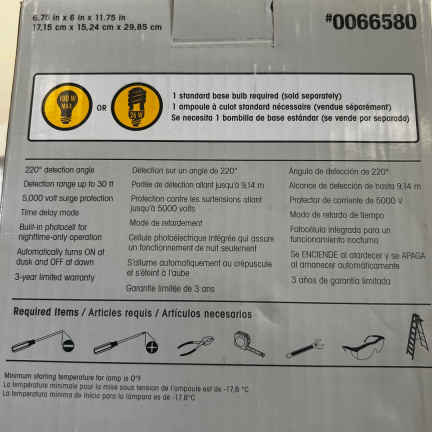 6.75 in x 6 in x 11.75 in
17,15 cm x 15,24 cm x 29,85 cm
#0066580
100 W
MAX
OR
26 W
1 standard base bulb required (sold separately)
1 ampoule à culot standard nécessaire (vendue séparément)
Se necesita 1 bombilla de base estándar (se vende por separado)
220° detection angle
Detection range up to 30 ft
5,000 volt surge protection
Time delay mode
Built-in photocell for
nighttime-only operation
Automatically turns ON at
dusk and OFF at dawn
3-year limited warranty
Détection sur un angle de 220°
Portée de détection allant jusqu'à 9,14 m
Protection contre les surtensions allant
jusqu'à 5000 volts
Mode de retardement
Cellule photoélectrique intégrée qui assure
un fonctionnement de nuit seulement
S'allume automatiquement au crépuscule
et s'éteint à l'aube
Garantie limitée de 3 ans
Ángulo de detección de 220°
Alcance de detección de hasta 9,14 m
Protector de corriente de 5000 V
Modo de retardo de tiempo
Fotocélula integrada para un
funcionamiento nocturno
Se ENCIENDE al atardecer y se APAGA
al amanecer automáticamente
3 años de garantía limitada
Required Items / Articles requis / Artículos necesarios
Minimum starting temperature for lamp is 0°F
La température minimale pour la mise sous tension de l'ampoule est de -17,8 °C
La temperatura mínima de inicio para la lámpara es de -17.8°C